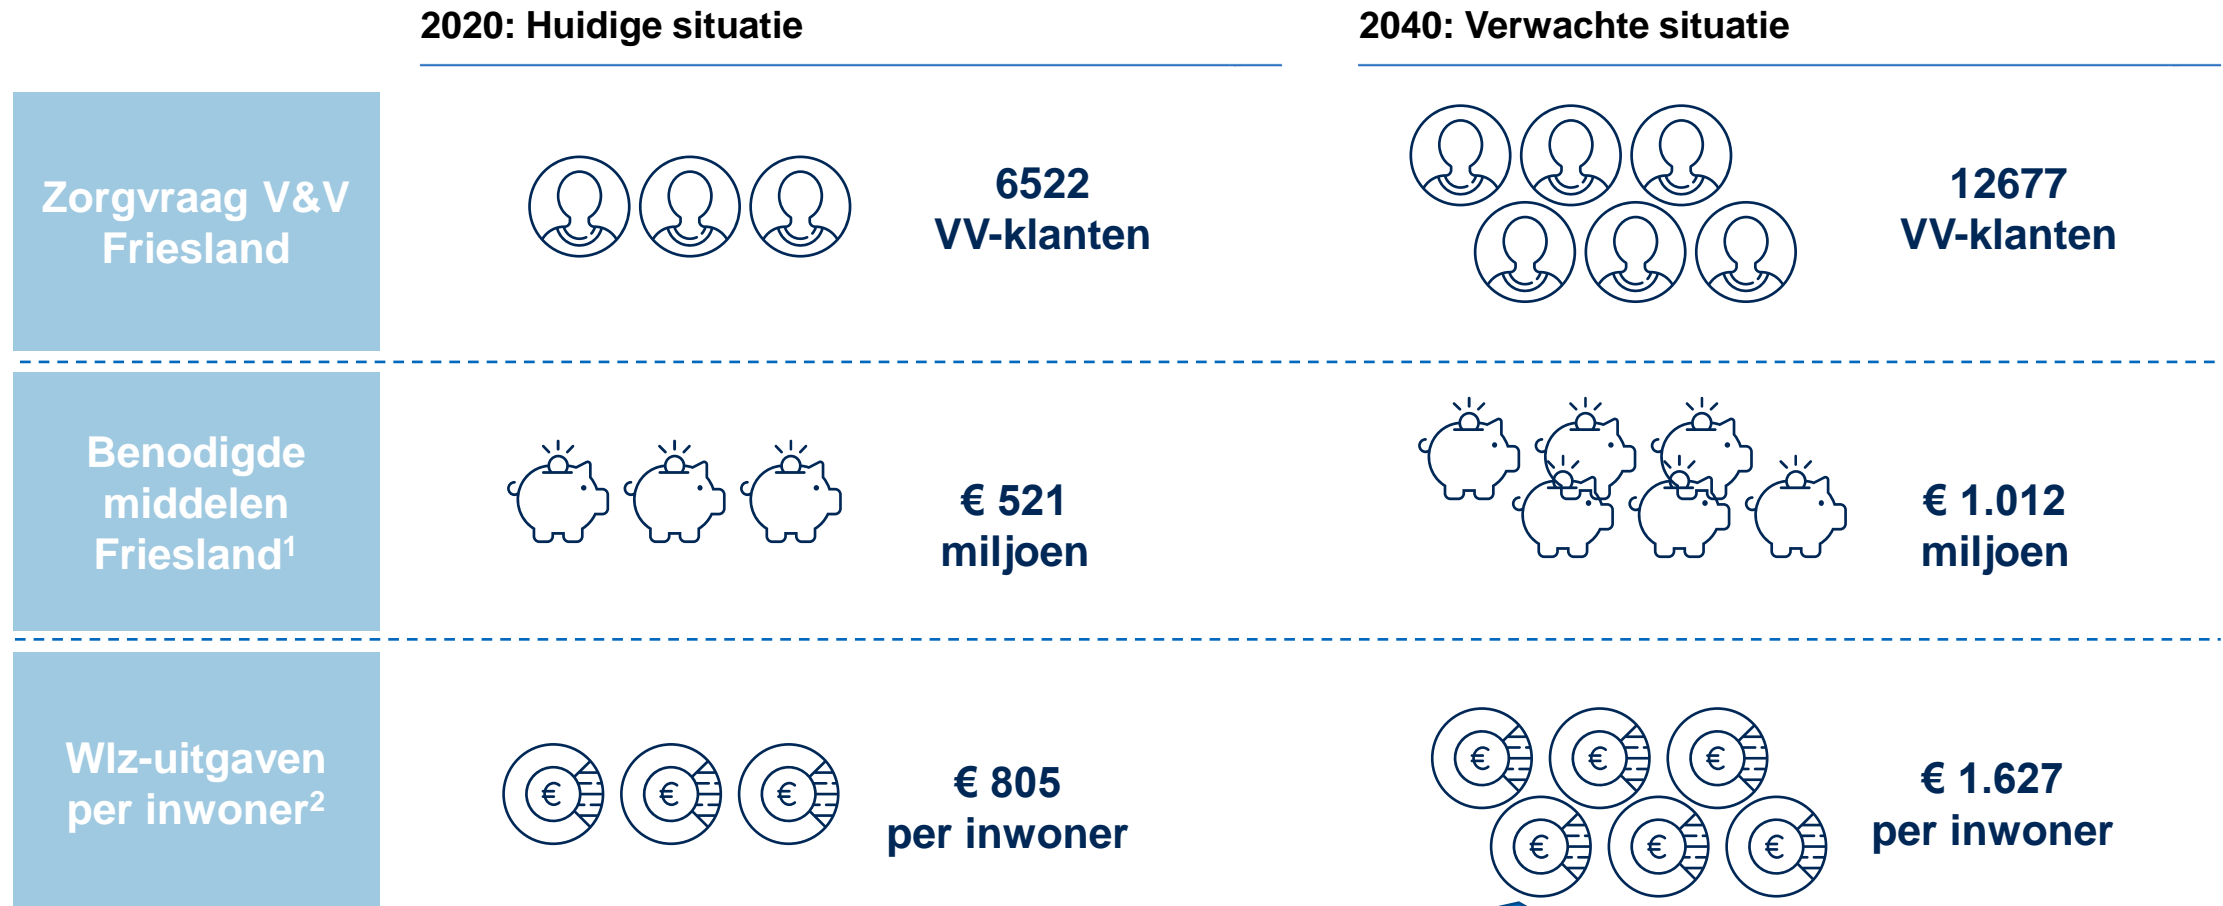 2020: Huidige situatie
2040: Verwachte situatie
Zorgvraag V&V
Friesland
6522
VV-klanten
12677
VV-klanten
Benodigde
middelen
Friesland¹
€ 521
miljoen
€ 1.012
miljoen
Wlz-uitgaven
per inwoner²
€ 805
per inwoner
€ 1.627
per inwoner
€
€
€
€
€
€
€
€
€